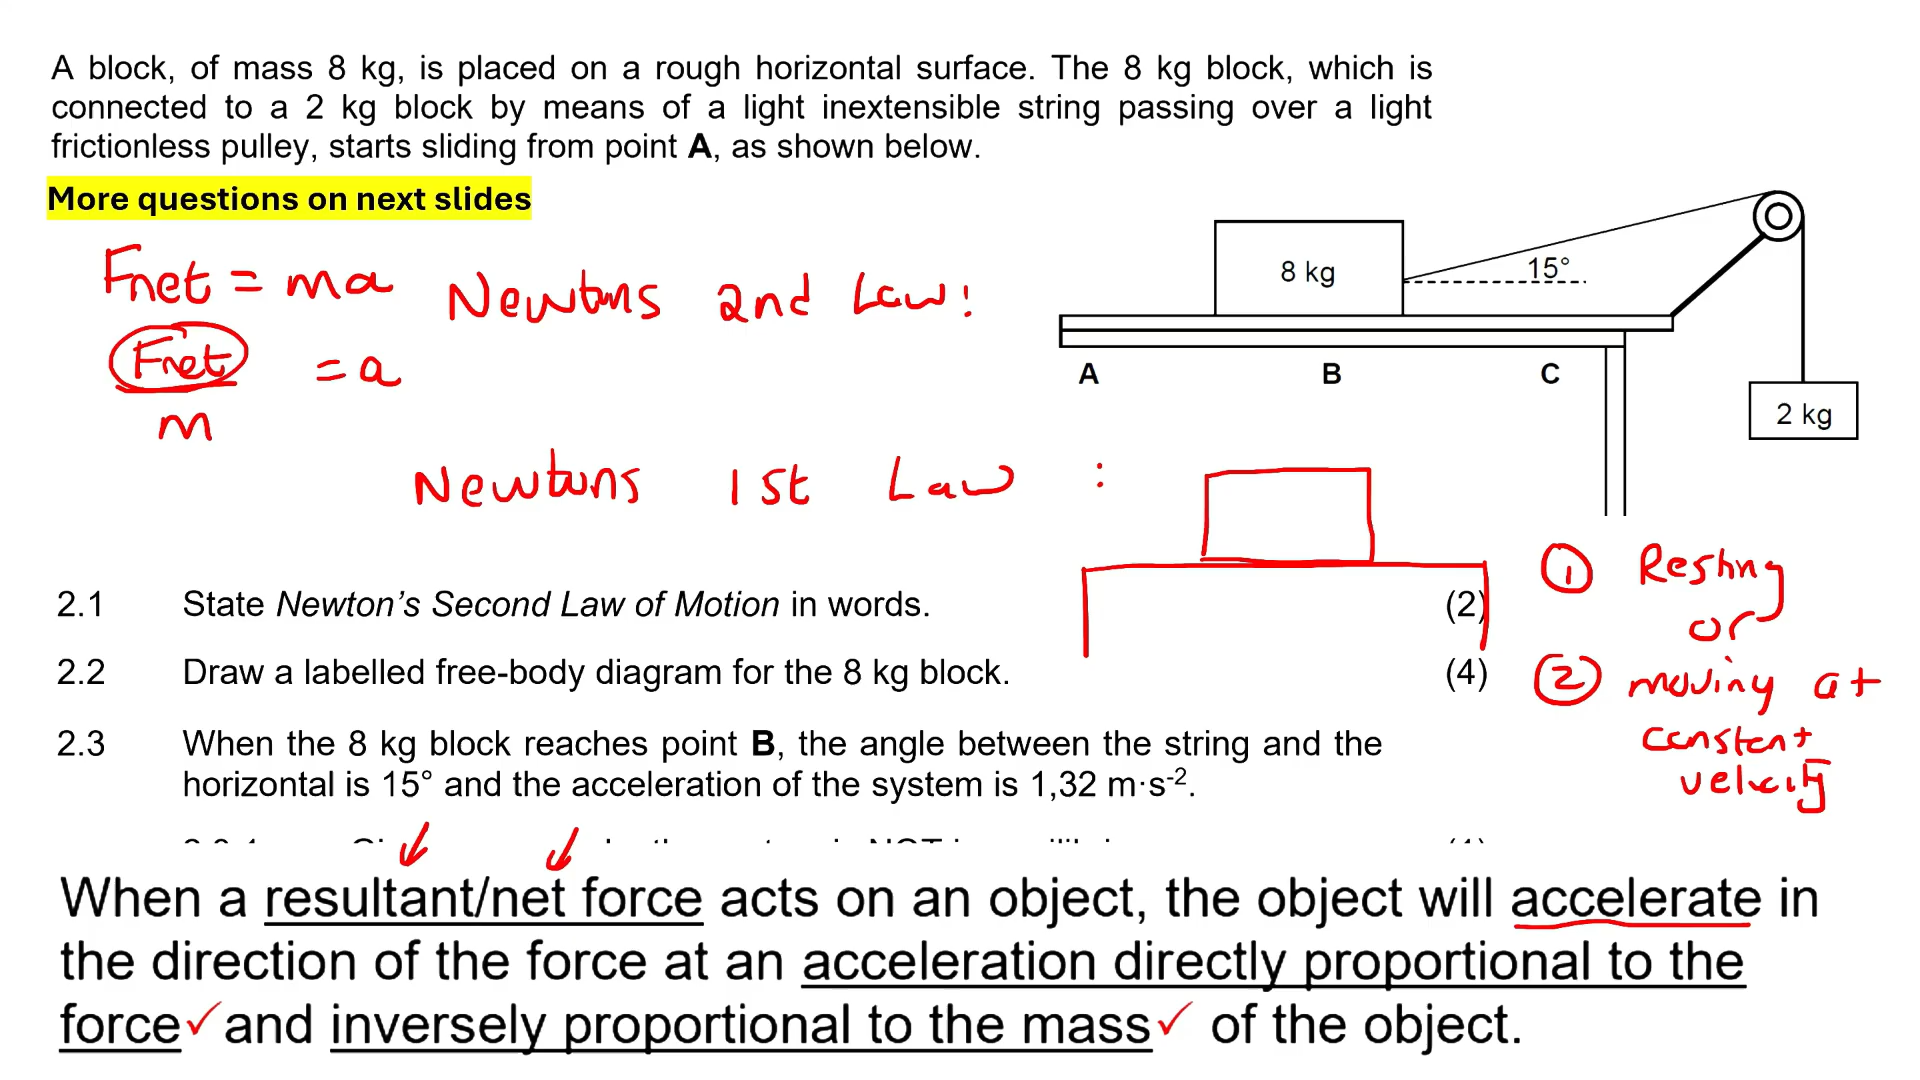 A block, of mass 8 kg, is placed on a rough horizontal surface. The 8 kg block, which is
connected to a 2 kg block by means of a light inextensible string passing over a light
frictionless pulley, starts sliding from point A, as shown below.
More questions on next slides
Fnet = ma Newtons 2nd Law:
Fnet = a
m
8 kg
15°
A B C
2 kg
Newtons 1st Law :
2.1 State Newton's Second Law of Motion in words. (2)
2.2 Draw a labelled free-body diagram for the 8 kg block. (4)
2.3 When the 8 kg block reaches point B, the angle between the string and the
horizontal is 15° and the acceleration of the system is 1,32 m·s-2.
1 Resting
or
2 moving at
constant
velocity
When a resultant/net force acts on an object, the object will accelerate in
the direction of the force at an acceleration directly proportional to the
force✓and inversely proportional to the mass✓ of the object.